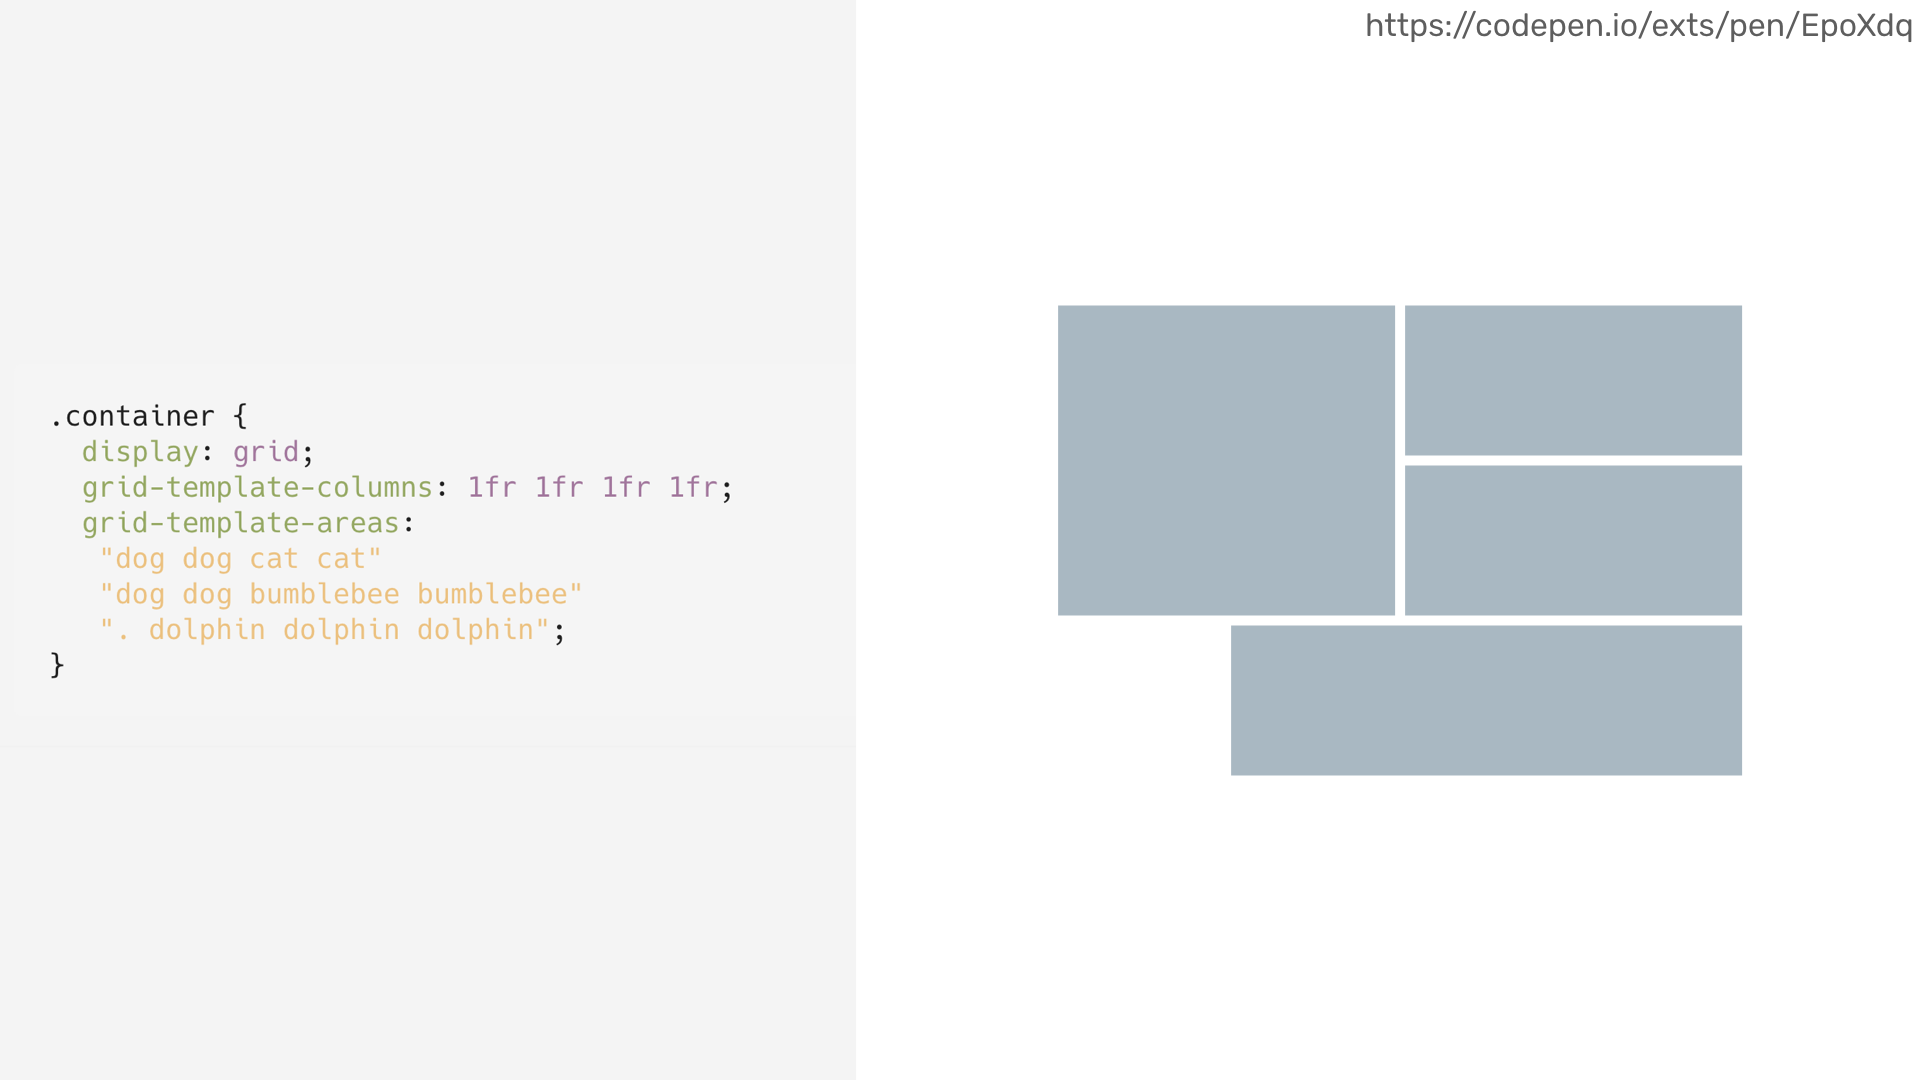 https://codepen.io/exts/pen/EpoXdq
.container {
  display: grid;
  grid-template-columns: 1fr 1fr 1fr 1fr;
  grid-template-areas:
   "dog dog cat cat"
   "dog dog bumblebee bumblebee"
   ". dolphin dolphin dolphin";
}